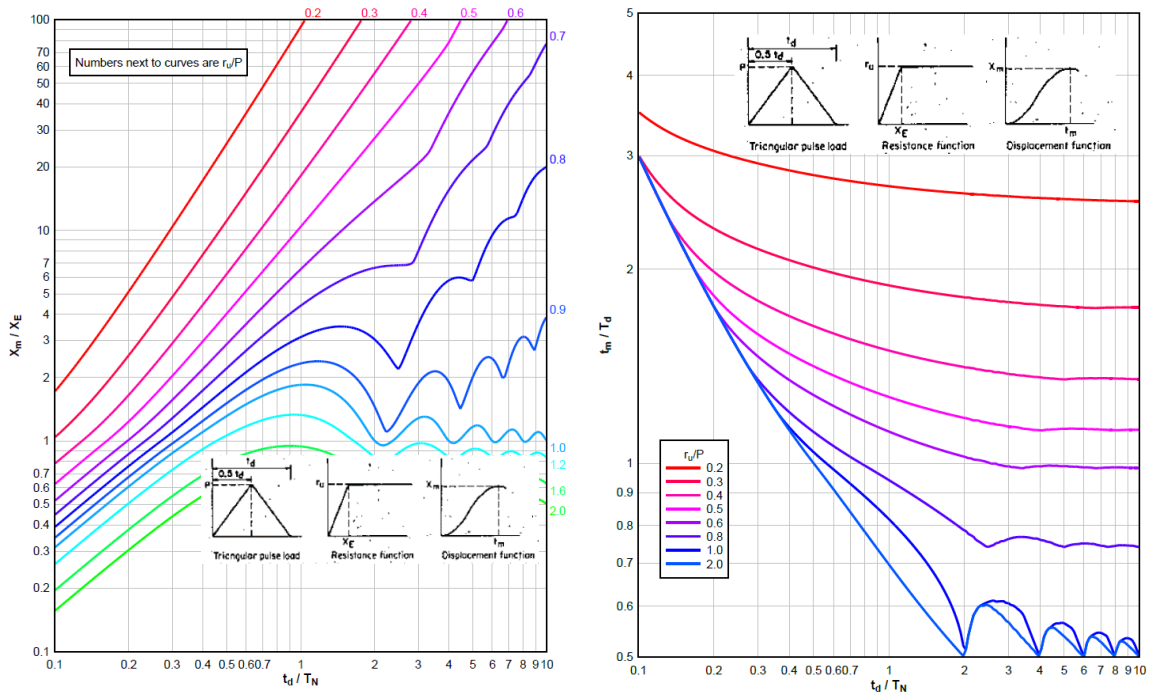 0.2 0.3 0.4 0.5 0.6
100
80
70
60
50
40
30
20
10
7
6
5
4
3
2
1
0.7
0.6
0.5
0.4
0.3
0.2
0.1
Numbers next to curves are ru/P
0.7
0.8
0.9
1.0
1.2
1.6
2.0
Xm / XE
td
0.5 td
P
Triangular pulse load
ru
XE
Resistance function
Xm
tm
Displacement function
0.1 0.2 0.3 0.4 0.5 0.6 0.7 1 2 3 4 5 6 7 8 9 10
td / TN
5
4
3
2
1
0.9
0.8
0.7
0.6
0.5
tm / Td
td
0.5 td
P
Triangular pulse load
ru
XE
Resistance function
Xm
tm
Displacement function
ru/P
0.2
0.3
0.4
0.5
0.6
0.8
1.0
2.0
0.1 0.2 0.3 0.4 0.5 0.6 0.7 1 2 3 4 5 6 7 8 9 10
td / TN